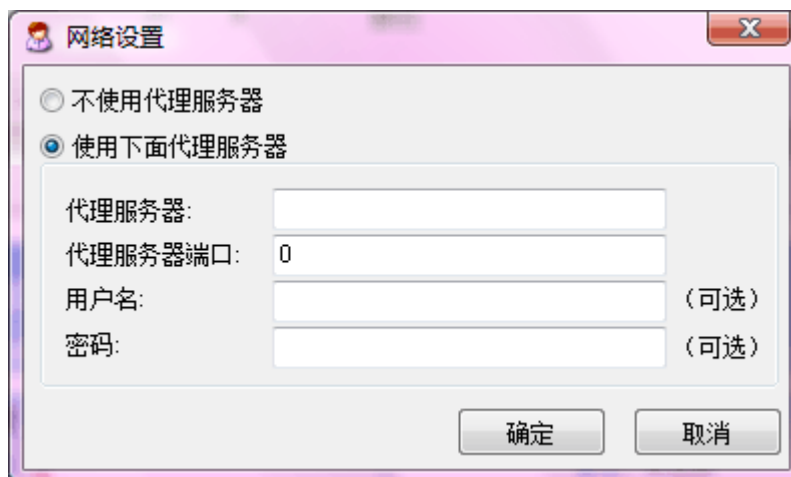 网络设置
不使用代理服务器
使用下面代理服务器
代理服务器:
代理服务器端口: 0
用户名: (可选)
密码: (可选)
确定 取消